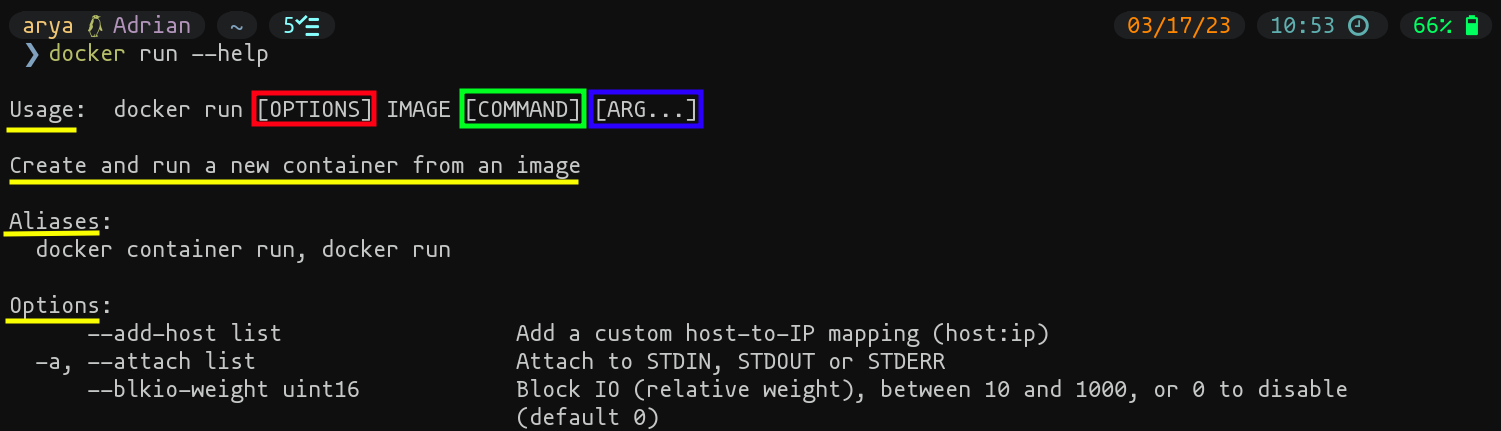 arya Adrian ~ 5 03/17/23 10:53 66%
❯ docker run --help
Usage: docker run [OPTIONS] IMAGE [COMMAND] [ARG...]
Create and run a new container from an image
Aliases:
docker container run, docker run
Options:
--add-host list Add a custom host-to-IP mapping (host:ip)
-a, --attach list Attach to STDIN, STDOUT or STDERR
--blkio-weight uint16 Block IO (relative weight), between 10 and 1000, or 0 to disable
(default 0)